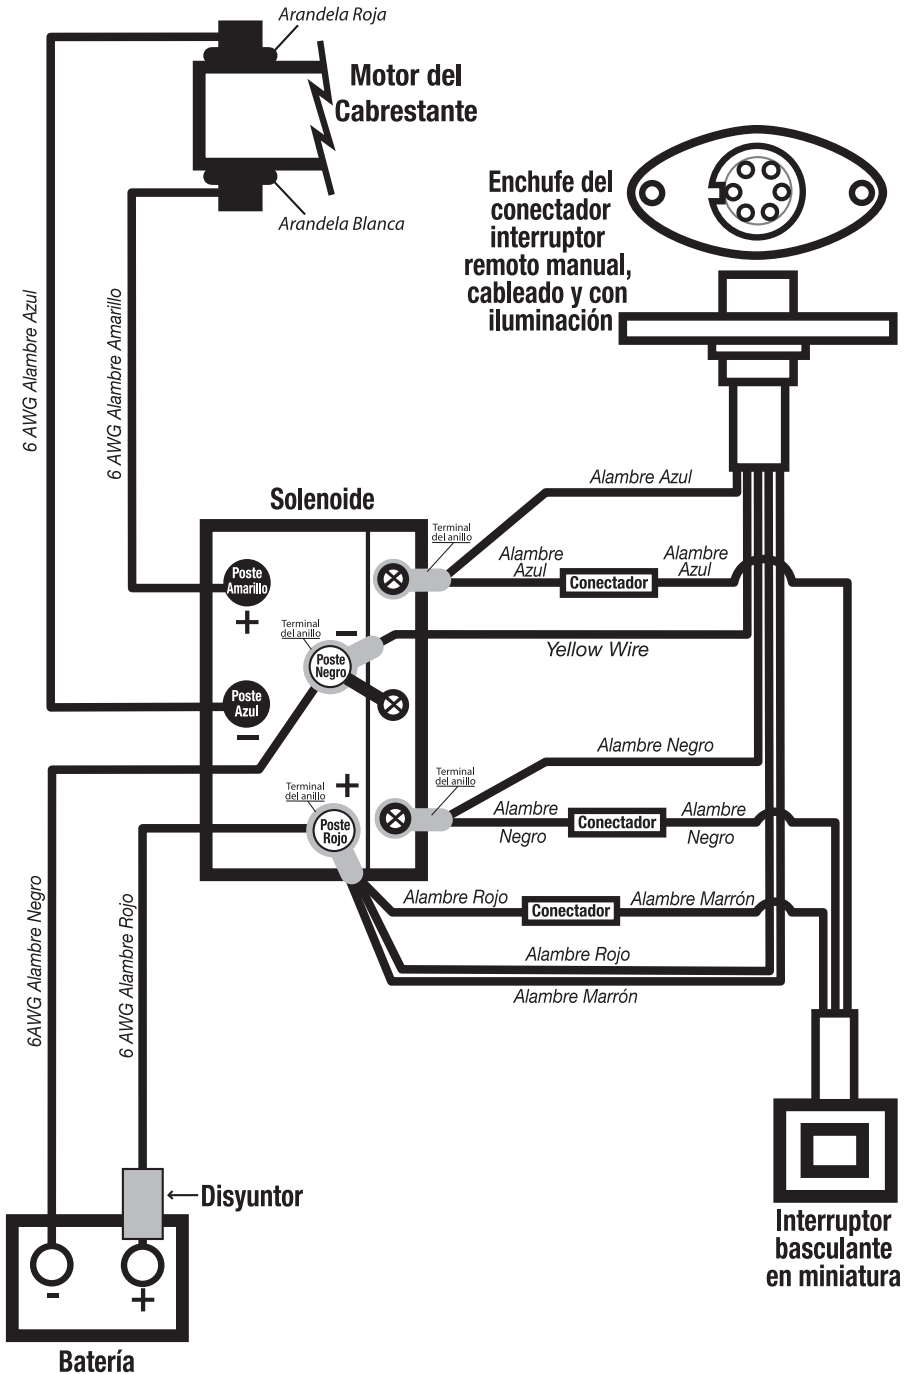 Arandela Roja
Motor del
Cabrestante
Arandela Blanca
6 AWG Alambre Azul
6 AWG Alambre Amarillo
Enchufe del
conectador
interruptor
remoto manual,
cableado y con
iluminación
Solenoide
Alambre Azul
Terminal
del anillo
Alambre
Azul
Conectador
Alambre
Azul
Poste
Amarillo
+
Terminal
del anillo
−
Poste
Negro
Yellow Wire
Poste
Azul
−
Alambre Negro
Terminal
del anillo
+
Terminal
del anillo
Poste
Rojo
Alambre
Negro
Conectador
Alambre
Negro
Alambre Rojo
Conectador
Alambre Marrón
Alambre Rojo
Alambre Marrón
6AWG Alambre Negro
6 AWG Alambre Rojo
Disyuntor
-
+
Batería
Interruptor
basculante
en miniatura